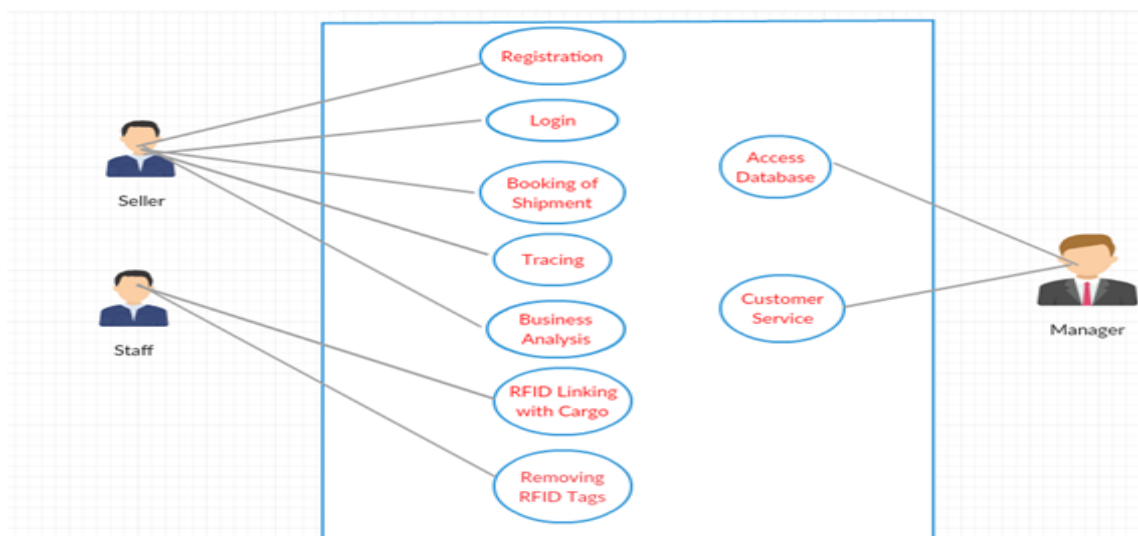 Registration
Login
Access
Database
Booking of
Shipment
Seller
Tracing
Customer
Service
Business
Analysis
Manager
Staff
RFID Linking
with Cargo
Removing
RFID Tags